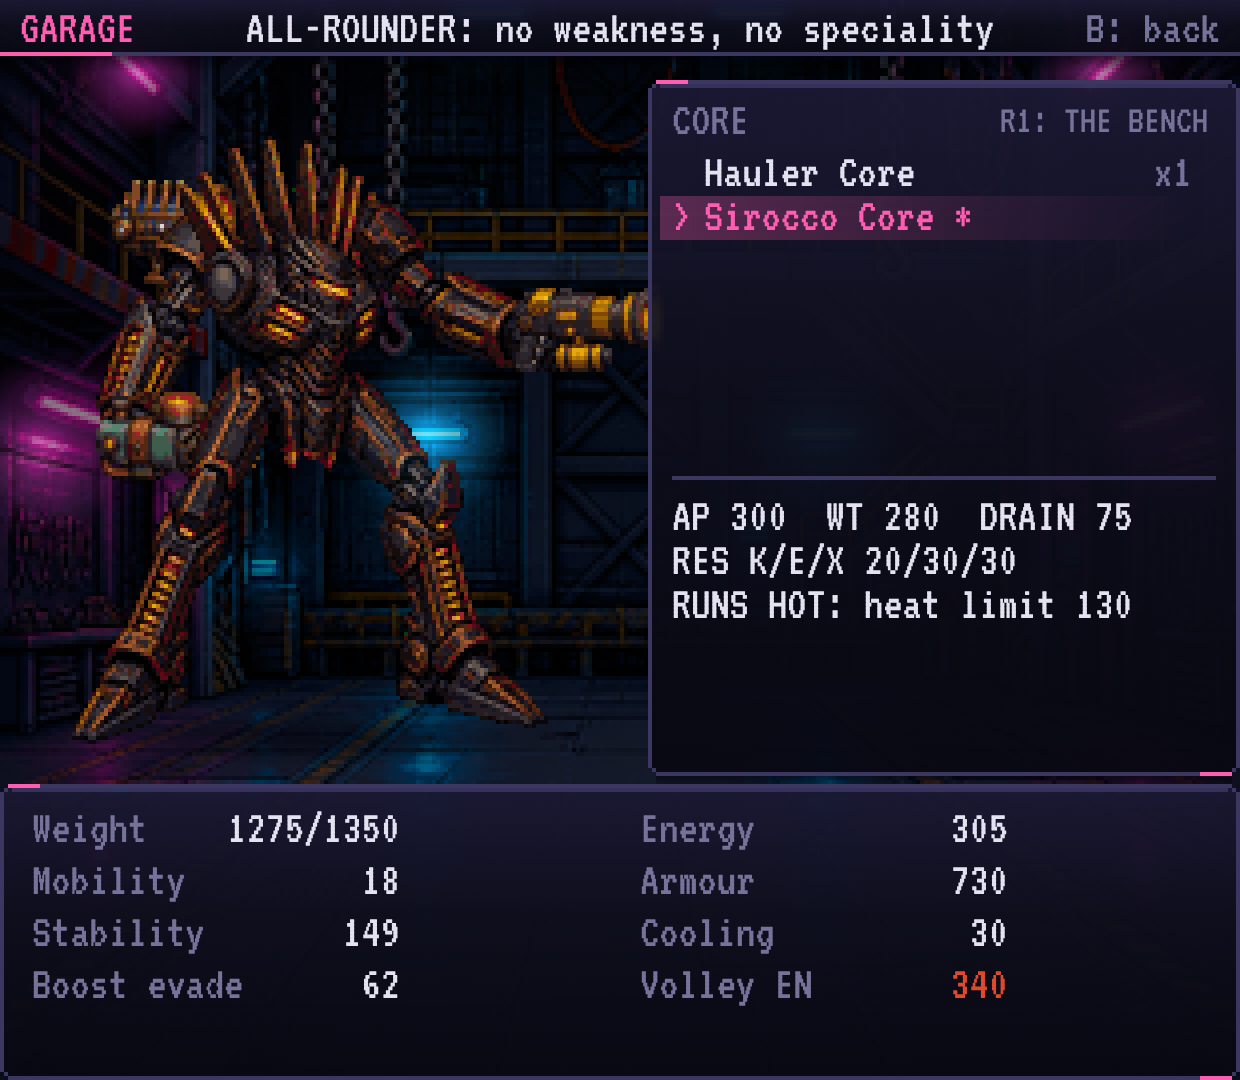 GARAGE ALL-ROUNDER: no weakness, no speciality B: back
CORE R1: THE BENCH
Hauler Core x1
> Sirocco Core *
AP 300 WT 280 DRAIN 75
RES K/E/X 20/30/30
RUNS HOT: heat limit 130
Weight 1275/1350 Energy 305
Mobility 18 Armour 730
Stability 149 Cooling 30
Boost evade 62 Volley EN 340